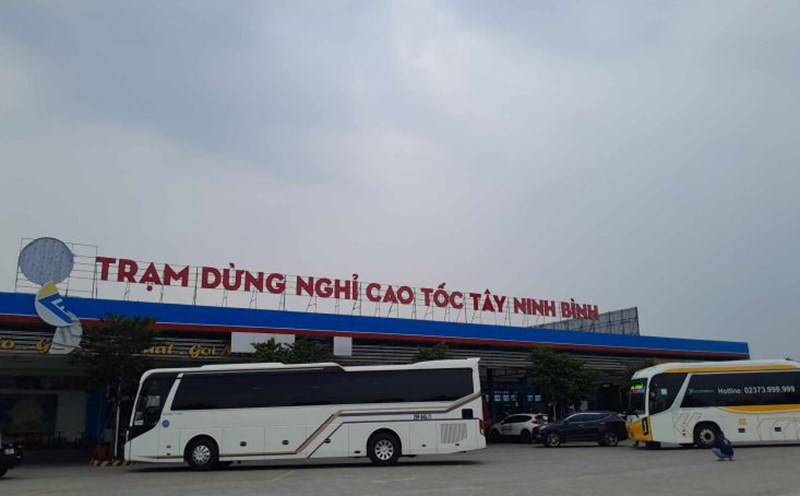 TRẠM DỪNG NGHỈ CAO TỐC TÂY NINH BÌNH
Hotline: 02373.999.999